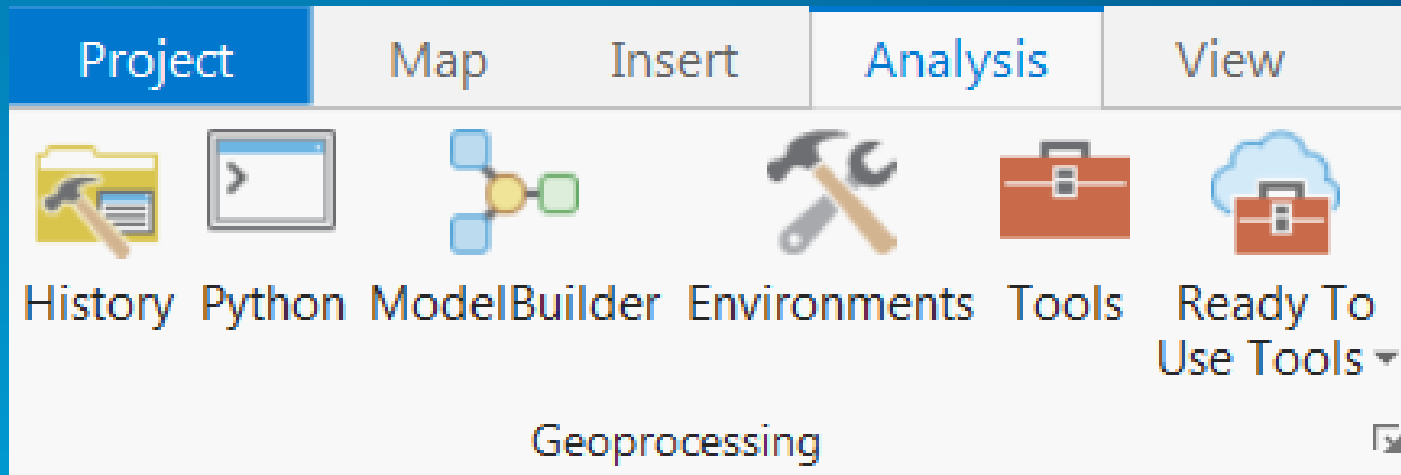 Project Map Insert Analysis View
History Python ModelBuilder Environments Tools Ready To
Use Tools
Geoprocessing